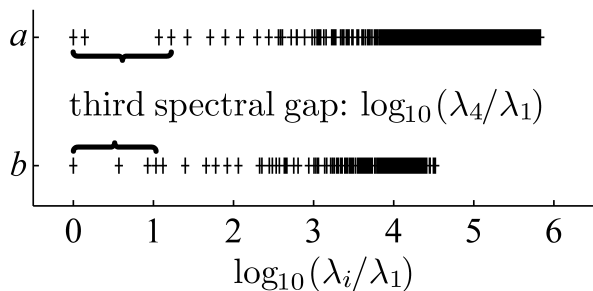 a
third spectral gap: log₁₀(λ₄/λ₁)
b
0 1 2 3 4 5 6
log₁₀(λᵢ/λ₁)